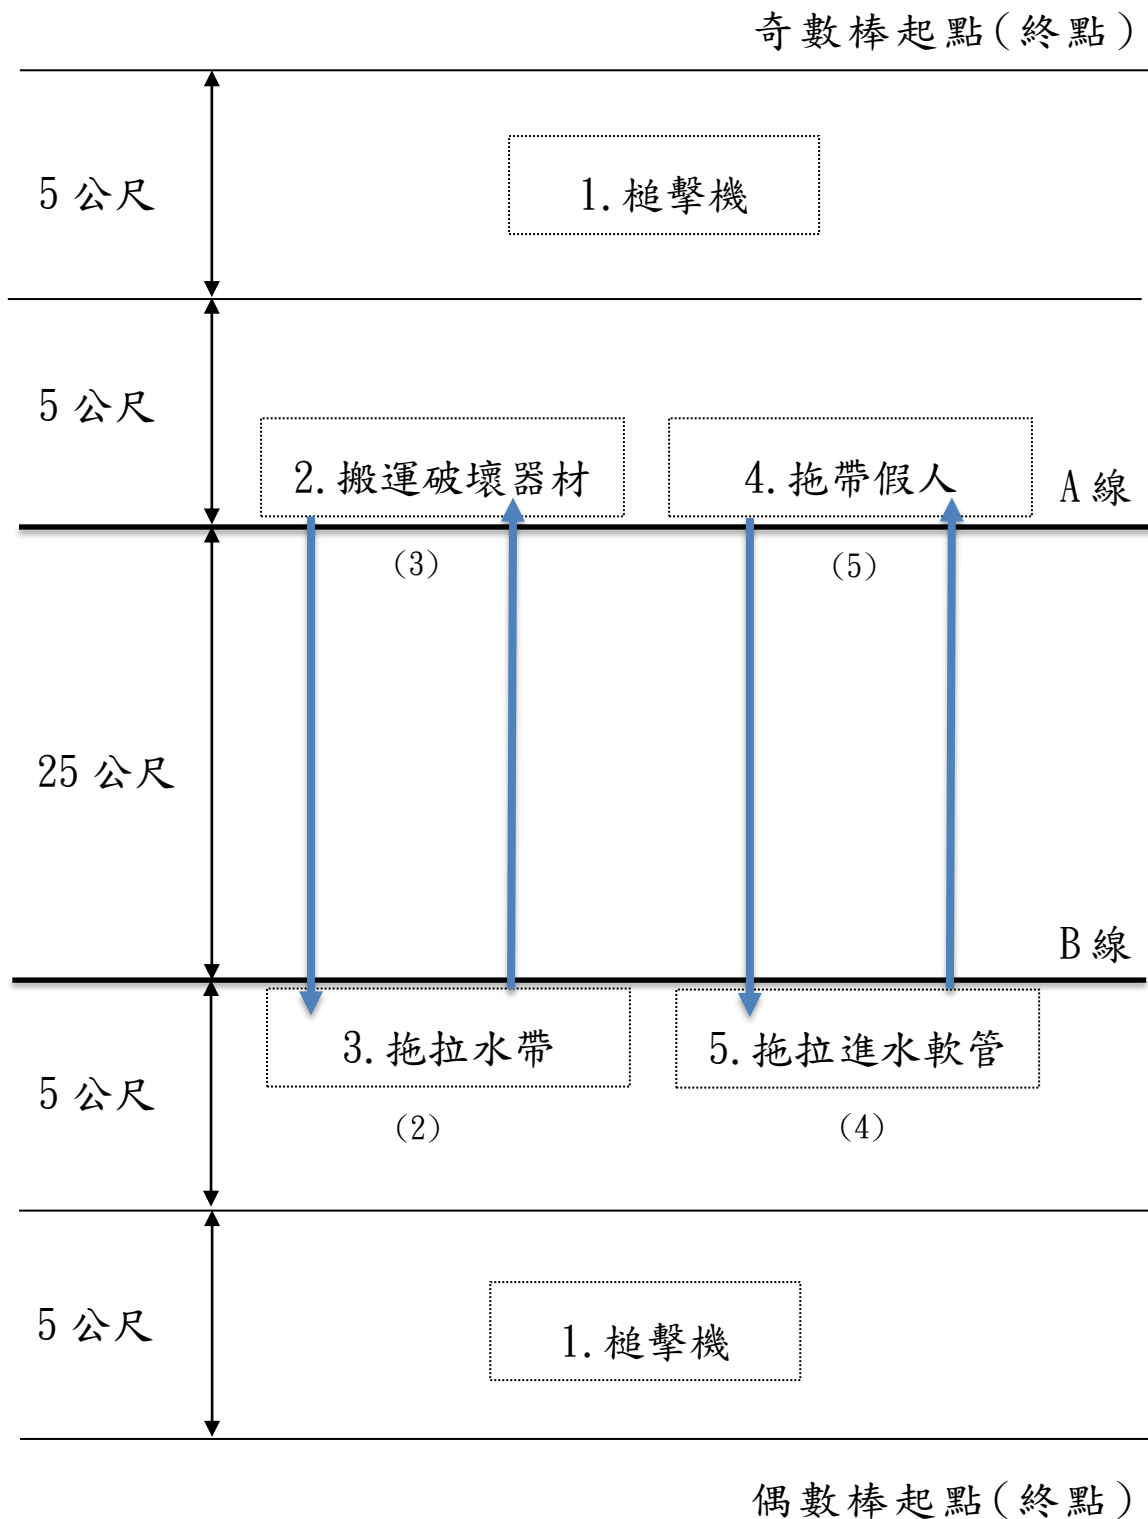 奇數棒起點(終點)
5 公尺
1.槌擊機
5 公尺
2.搬運破壞器材
4.拖帶假人
A 線
(3)
(5)
25 公尺
B 線
3.拖拉水帶
5.拖拉進水軟管
5 公尺
(2)
(4)
5 公尺
1.槌擊機
偶數棒起點(終點)